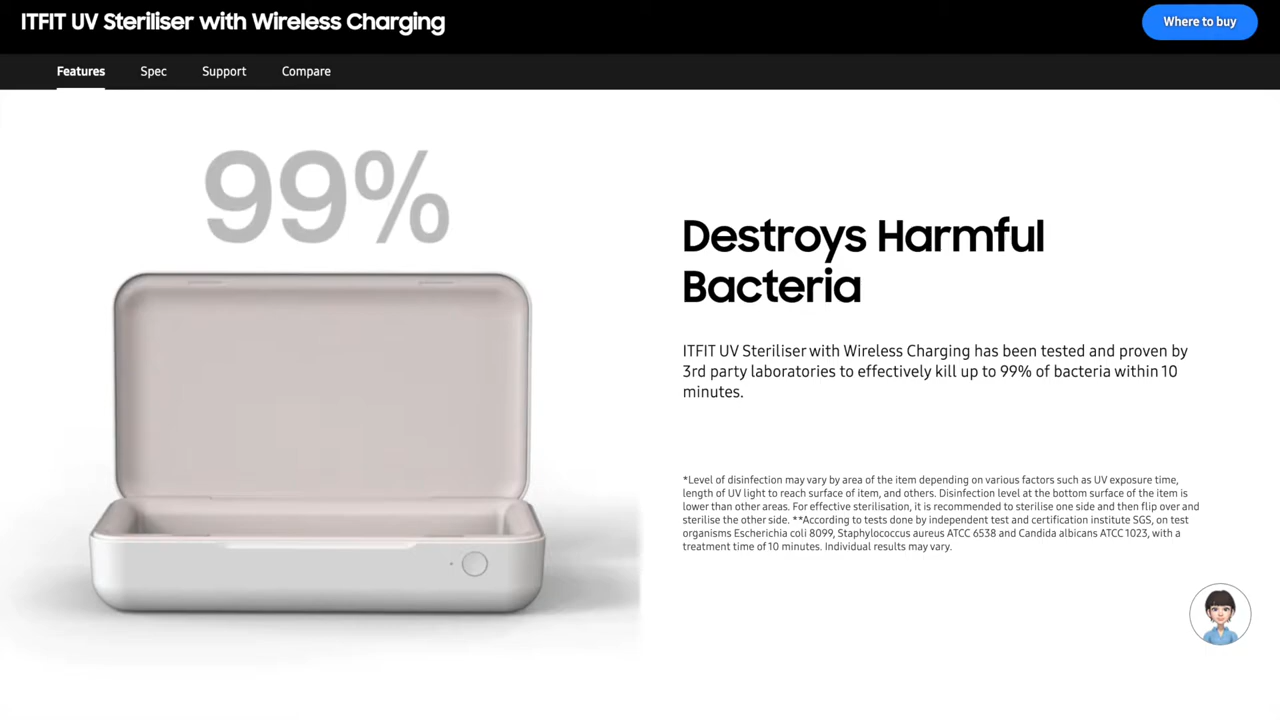 ITFIT UV Steriliser with Wireless Charging
Where to buy
Features
Spec
Support
Compare
99%
Destroys Harmful
Bacteria
ITFIT UV Steriliser with Wireless Charging has been tested and proven by
3rd party laboratories to effectively kill up to 99% of bacteria within 10
minutes.
*Level of disinfection may vary by area of the item depending on various factors such as UV exposure time,
length of UV light to reach surface of item, and others. Disinfection level at the bottom surface of the item is
lower than other areas. For effective sterilisation, it is recommended to sterilise one side and then flip over and
sterilise the other side. **According to tests done by independent test and certification institute SGS, on test
organisms Escherichia coli 8099, Staphylococcus aureus ATCC 6538 and Candida albicans ATCC 1023, with a
treatment time of 10 minutes. Individual results may vary.